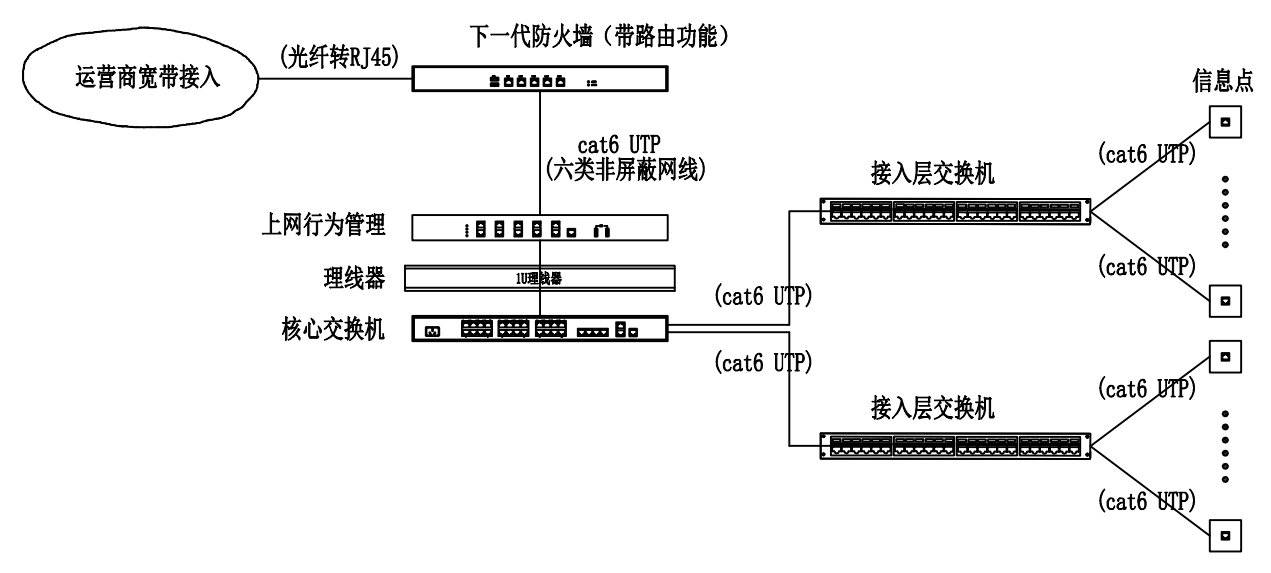 下一代防火墙（带路由功能）
(光纤转RJ45)
运营商宽带接入
信息点
cat6 UTP
(六类非屏蔽网线)
(cat6 UTP)
接入层交换机
上网行为管理
(cat6 UTP)
理线器
1U理线器
(cat6 UTP)
核心交换机
(cat6 UTP)
(cat6 UTP)
接入层交换机
(cat6 UTP)